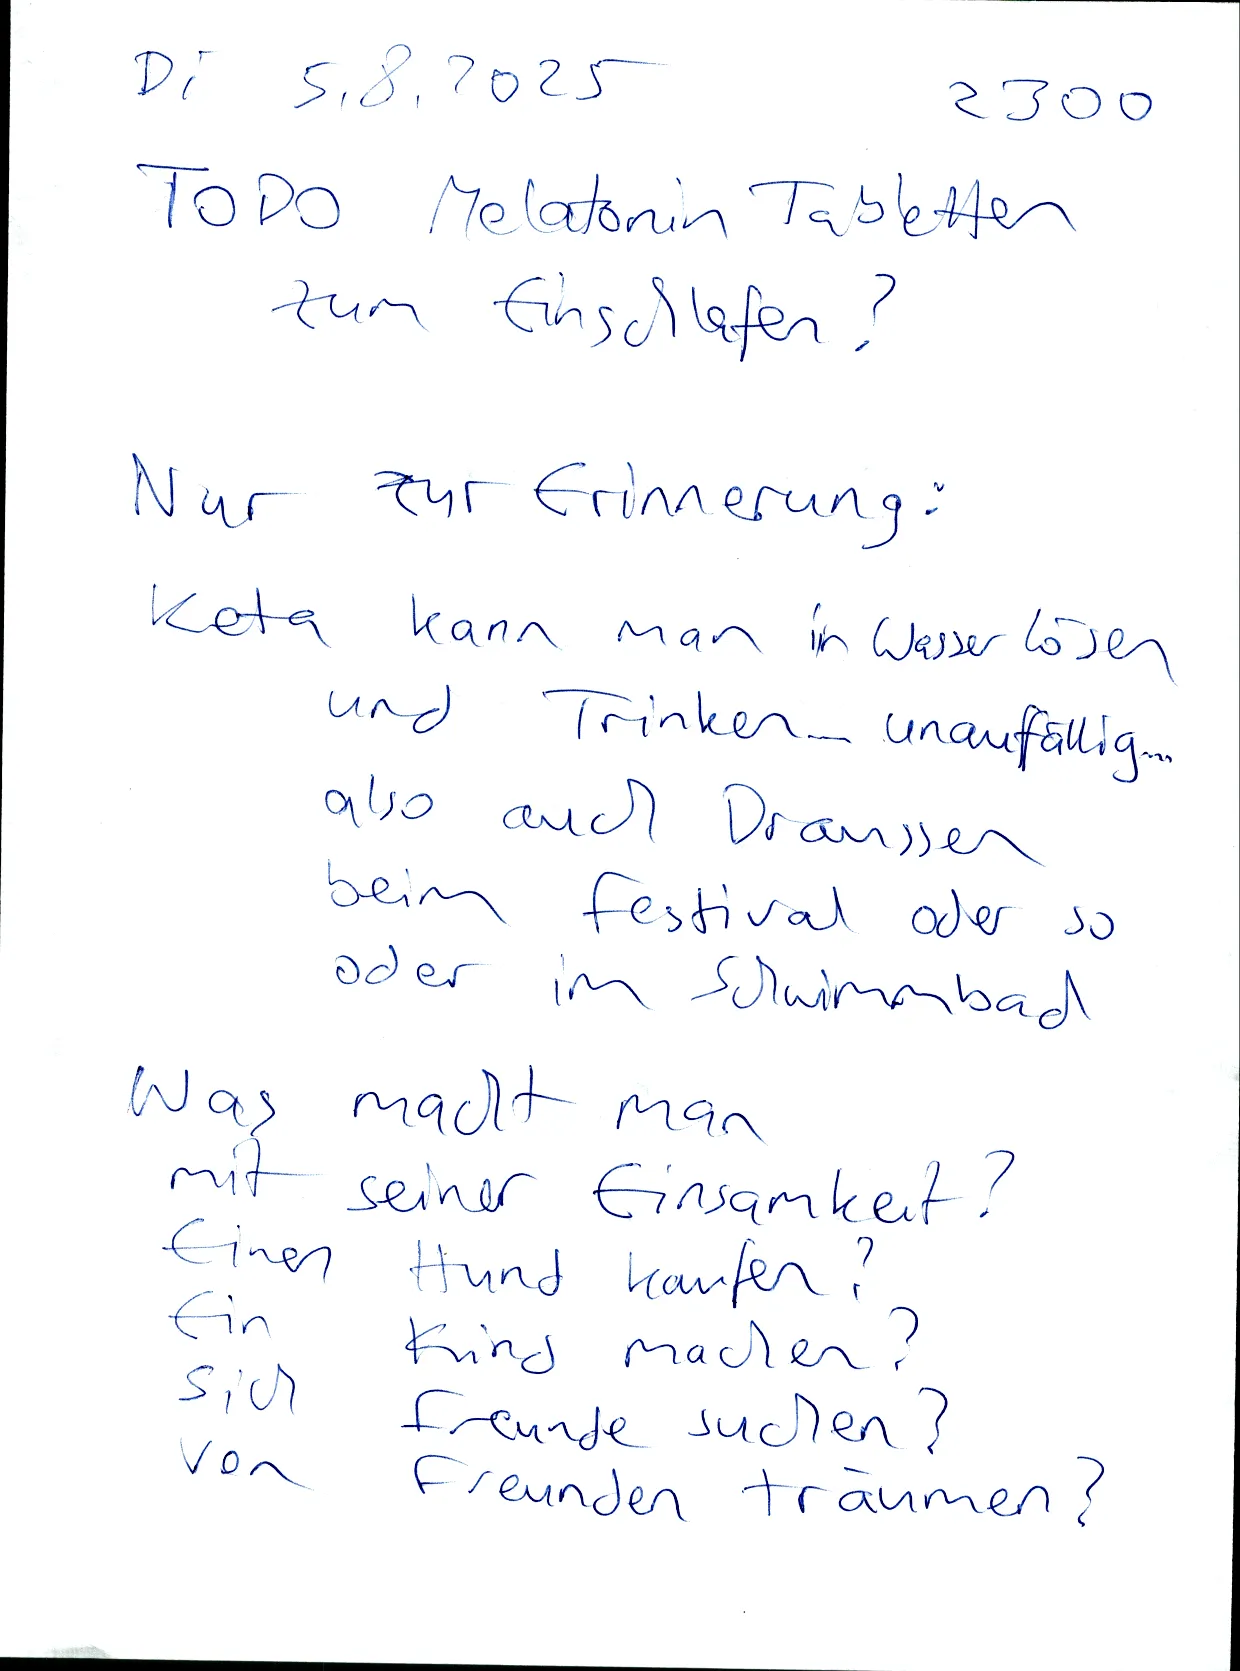 Di 5.8.2025 2300
TODO Melatonin Tabletten
zum Einschlafen?
Nur zur Erinnerung:
Keta kann man in Wasser lösen
und Trinken... unauffällig...
also auch Draussen
beim Festival oder so
oder im Schwimmbad
Was macht man
mit seiner Einsamkeit?
Einen Hund kaufen?
Ein Kind machen?
Sich Freunde suchen?
Von Freunden träumen?